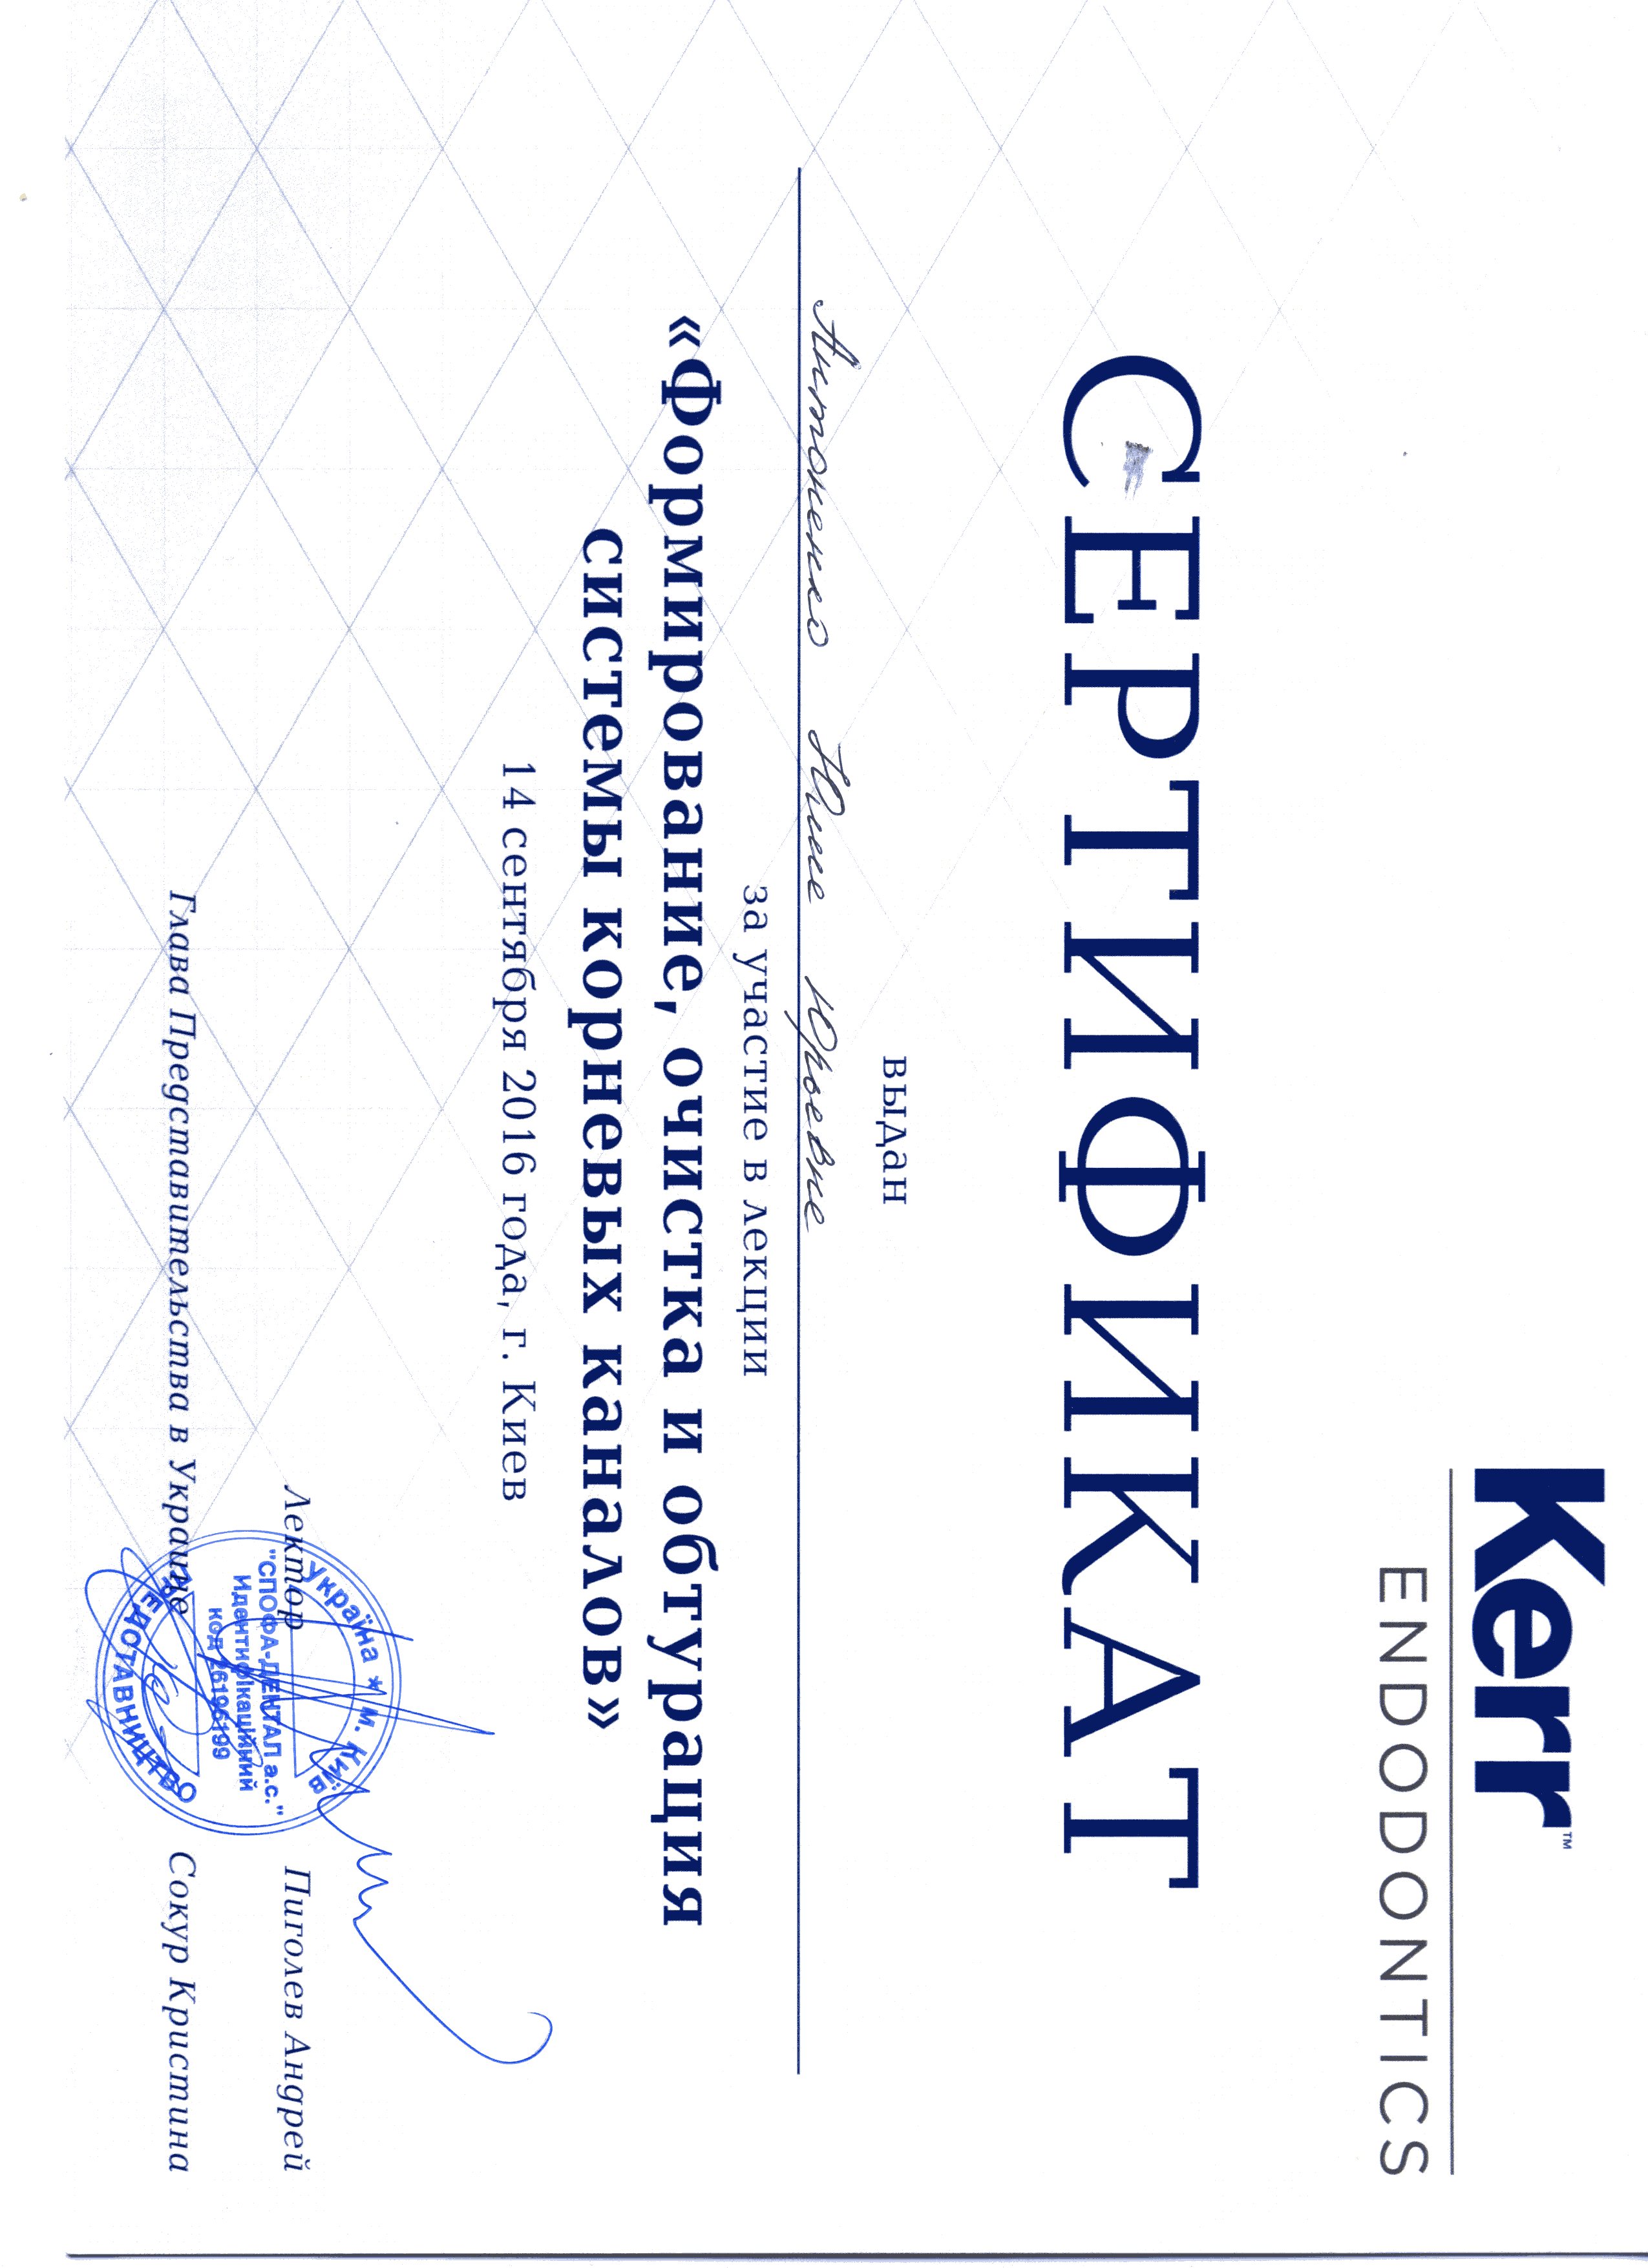 Kerr™
ENDODONTICS
СЕРТИФИКАТ
выдан
Антоненко Юлие Юрьевне
за участие в лекции
«Формирование, очистка и обтурация
системы корневых каналов»
14 сентября 2016 года, г. Киев
Лектор Пиголев Андрей
Глава Представительства в Украине Сокур Кристина
Україна * м. Київ
"СПОФА-ДЕНТАЛ а.с."
Идентифікаційний
код 26196199
ПРЕДСТАВНИЦТВО